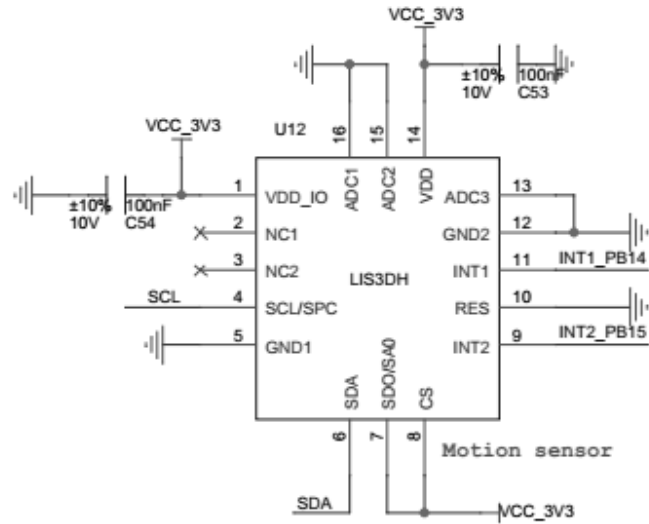 VCC_3V3
±10% 100nF
10V C53
VCC_3V3
U12
16 15 14
±10% 100nF
10V C54
1 VDD_IO ADC1 ADC2 VDD ADC3 13
2 NC1 GND2 12
3 NC2 INT1 11 INT1_PB14
LIS3DH
SCL 4 SCL/SPC RES 10
5 GND1 INT2 9 INT2_PB15
SDA SDO/SA0 CS
6 7 8
Motion sensor
SDA VCC_3V3